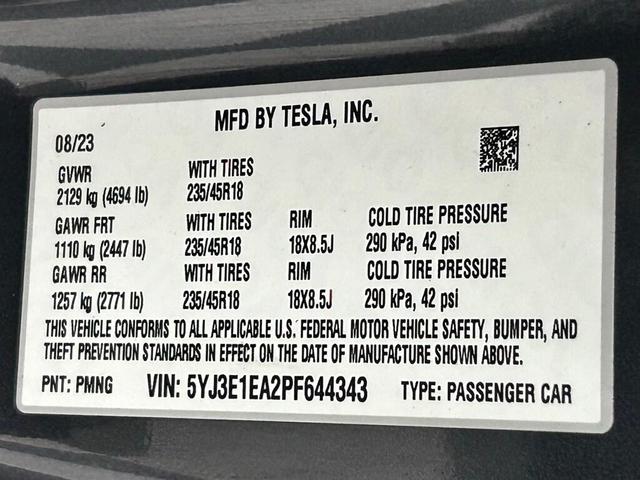 MFD BY TESLA, INC.
08/23
GVWR WITH TIRES
2129 kg (4694 lb) 235/45R18
GAWR FRT WITH TIRES RIM COLD TIRE PRESSURE
1110 kg (2447 lb) 235/45R18 18X8.5J 290 kPa, 42 psi
GAWR RR WITH TIRES RIM COLD TIRE PRESSURE
1257 kg (2771 lb) 235/45R18 18X8.5J 290 kPa, 42 psi
THIS VEHICLE CONFORMS TO ALL APPLICABLE U.S. FEDERAL MOTOR VEHICLE SAFETY, BUMPER, AND
THEFT PREVENTION STANDARDS IN EFFECT ON THE DATE OF MANUFACTURE SHOWN ABOVE.
PNT: PMNG VIN: 5YJ3E1EA2PF644343 TYPE: PASSENGER CAR